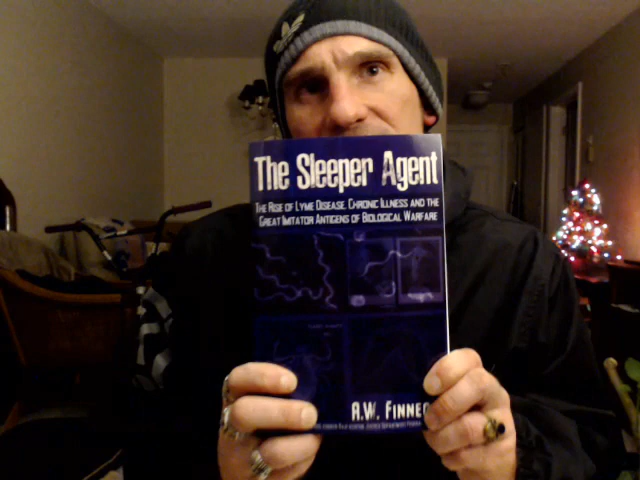 The Sleeper Agent
The Rise of Lyme Disease, Chronic Illness and the
Great Imitator Antigens of Biological Warfare
A.W.